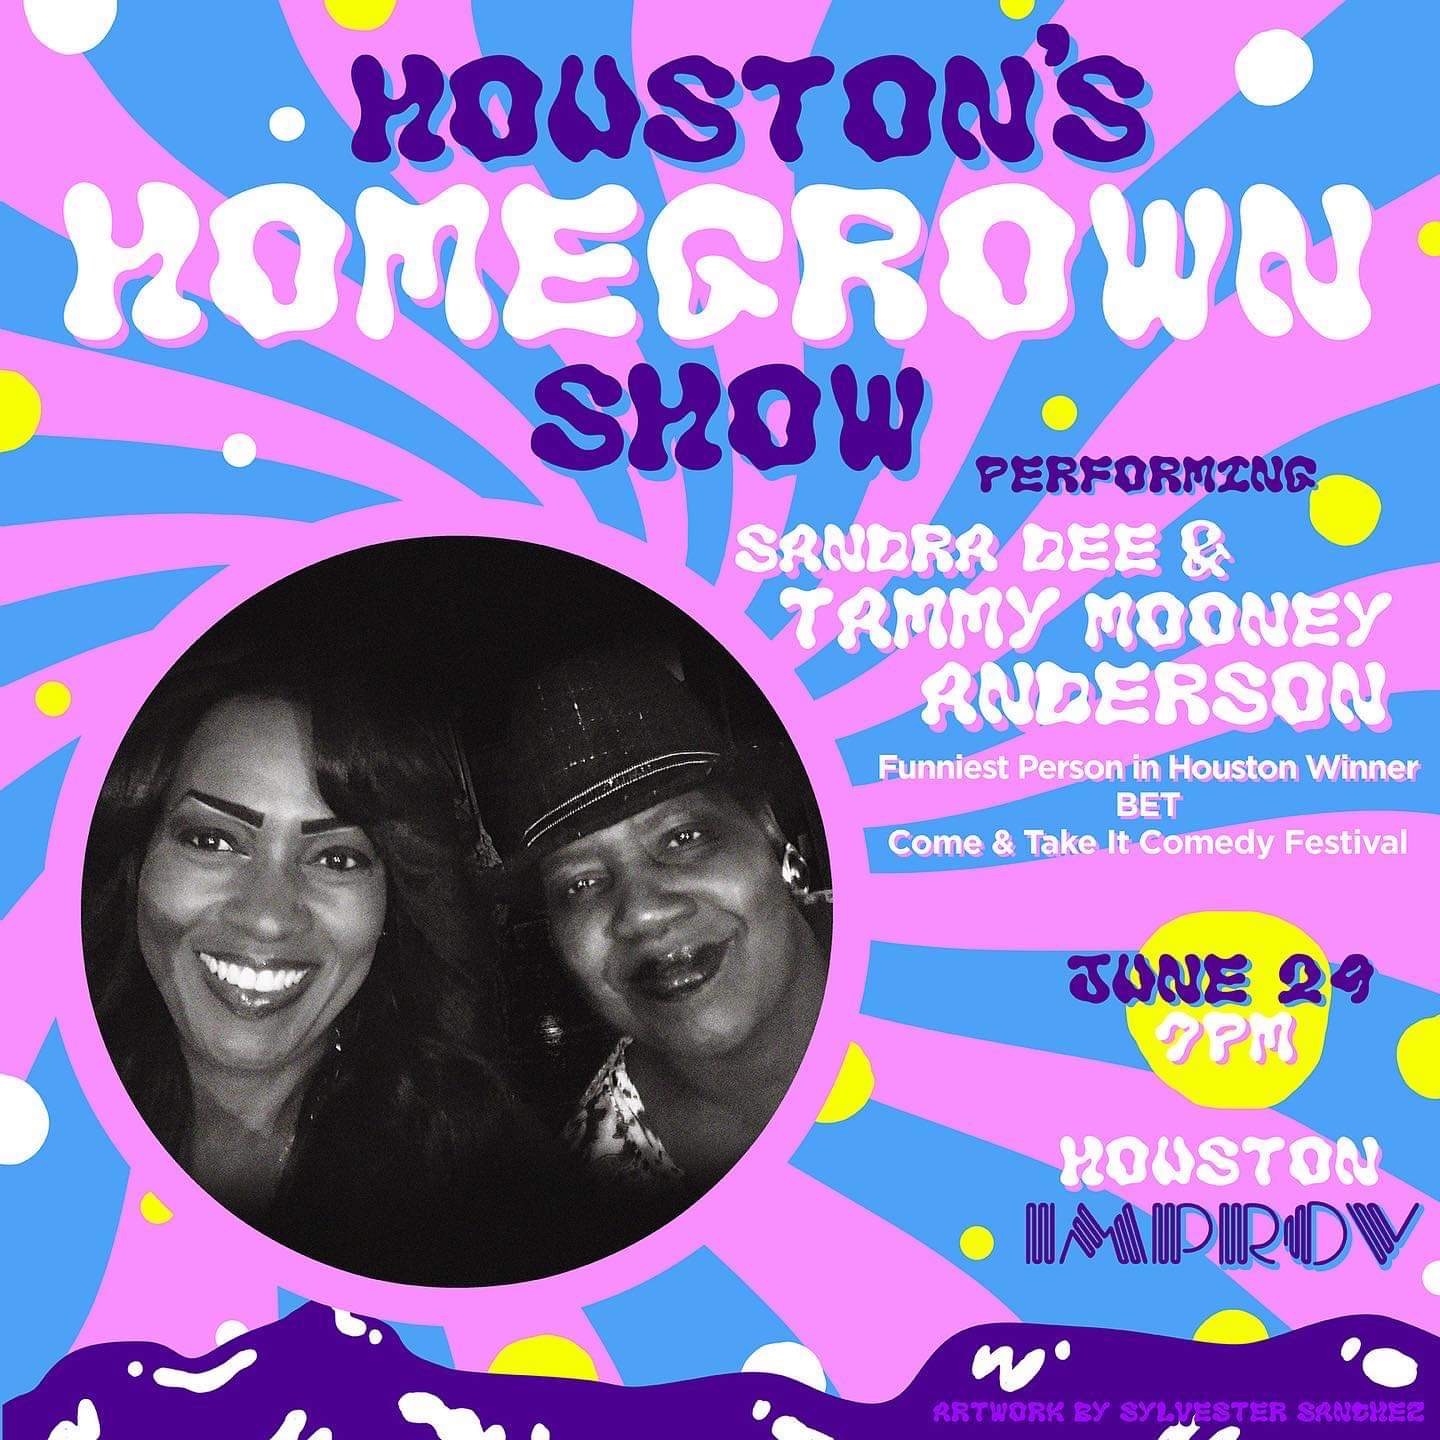 HOUSTON'S
HOMEGROWN
SHOW
PERFORMING
SANDRA DEE &
TAMMY MOONEY
ANDERSON
Funniest Person in Houston Winner
BET
Come & Take It Comedy Festival
JUNE 29
7PM
HOUSTON
IMPROV
ARTWORK BY SYLVESTER SANCHEZ